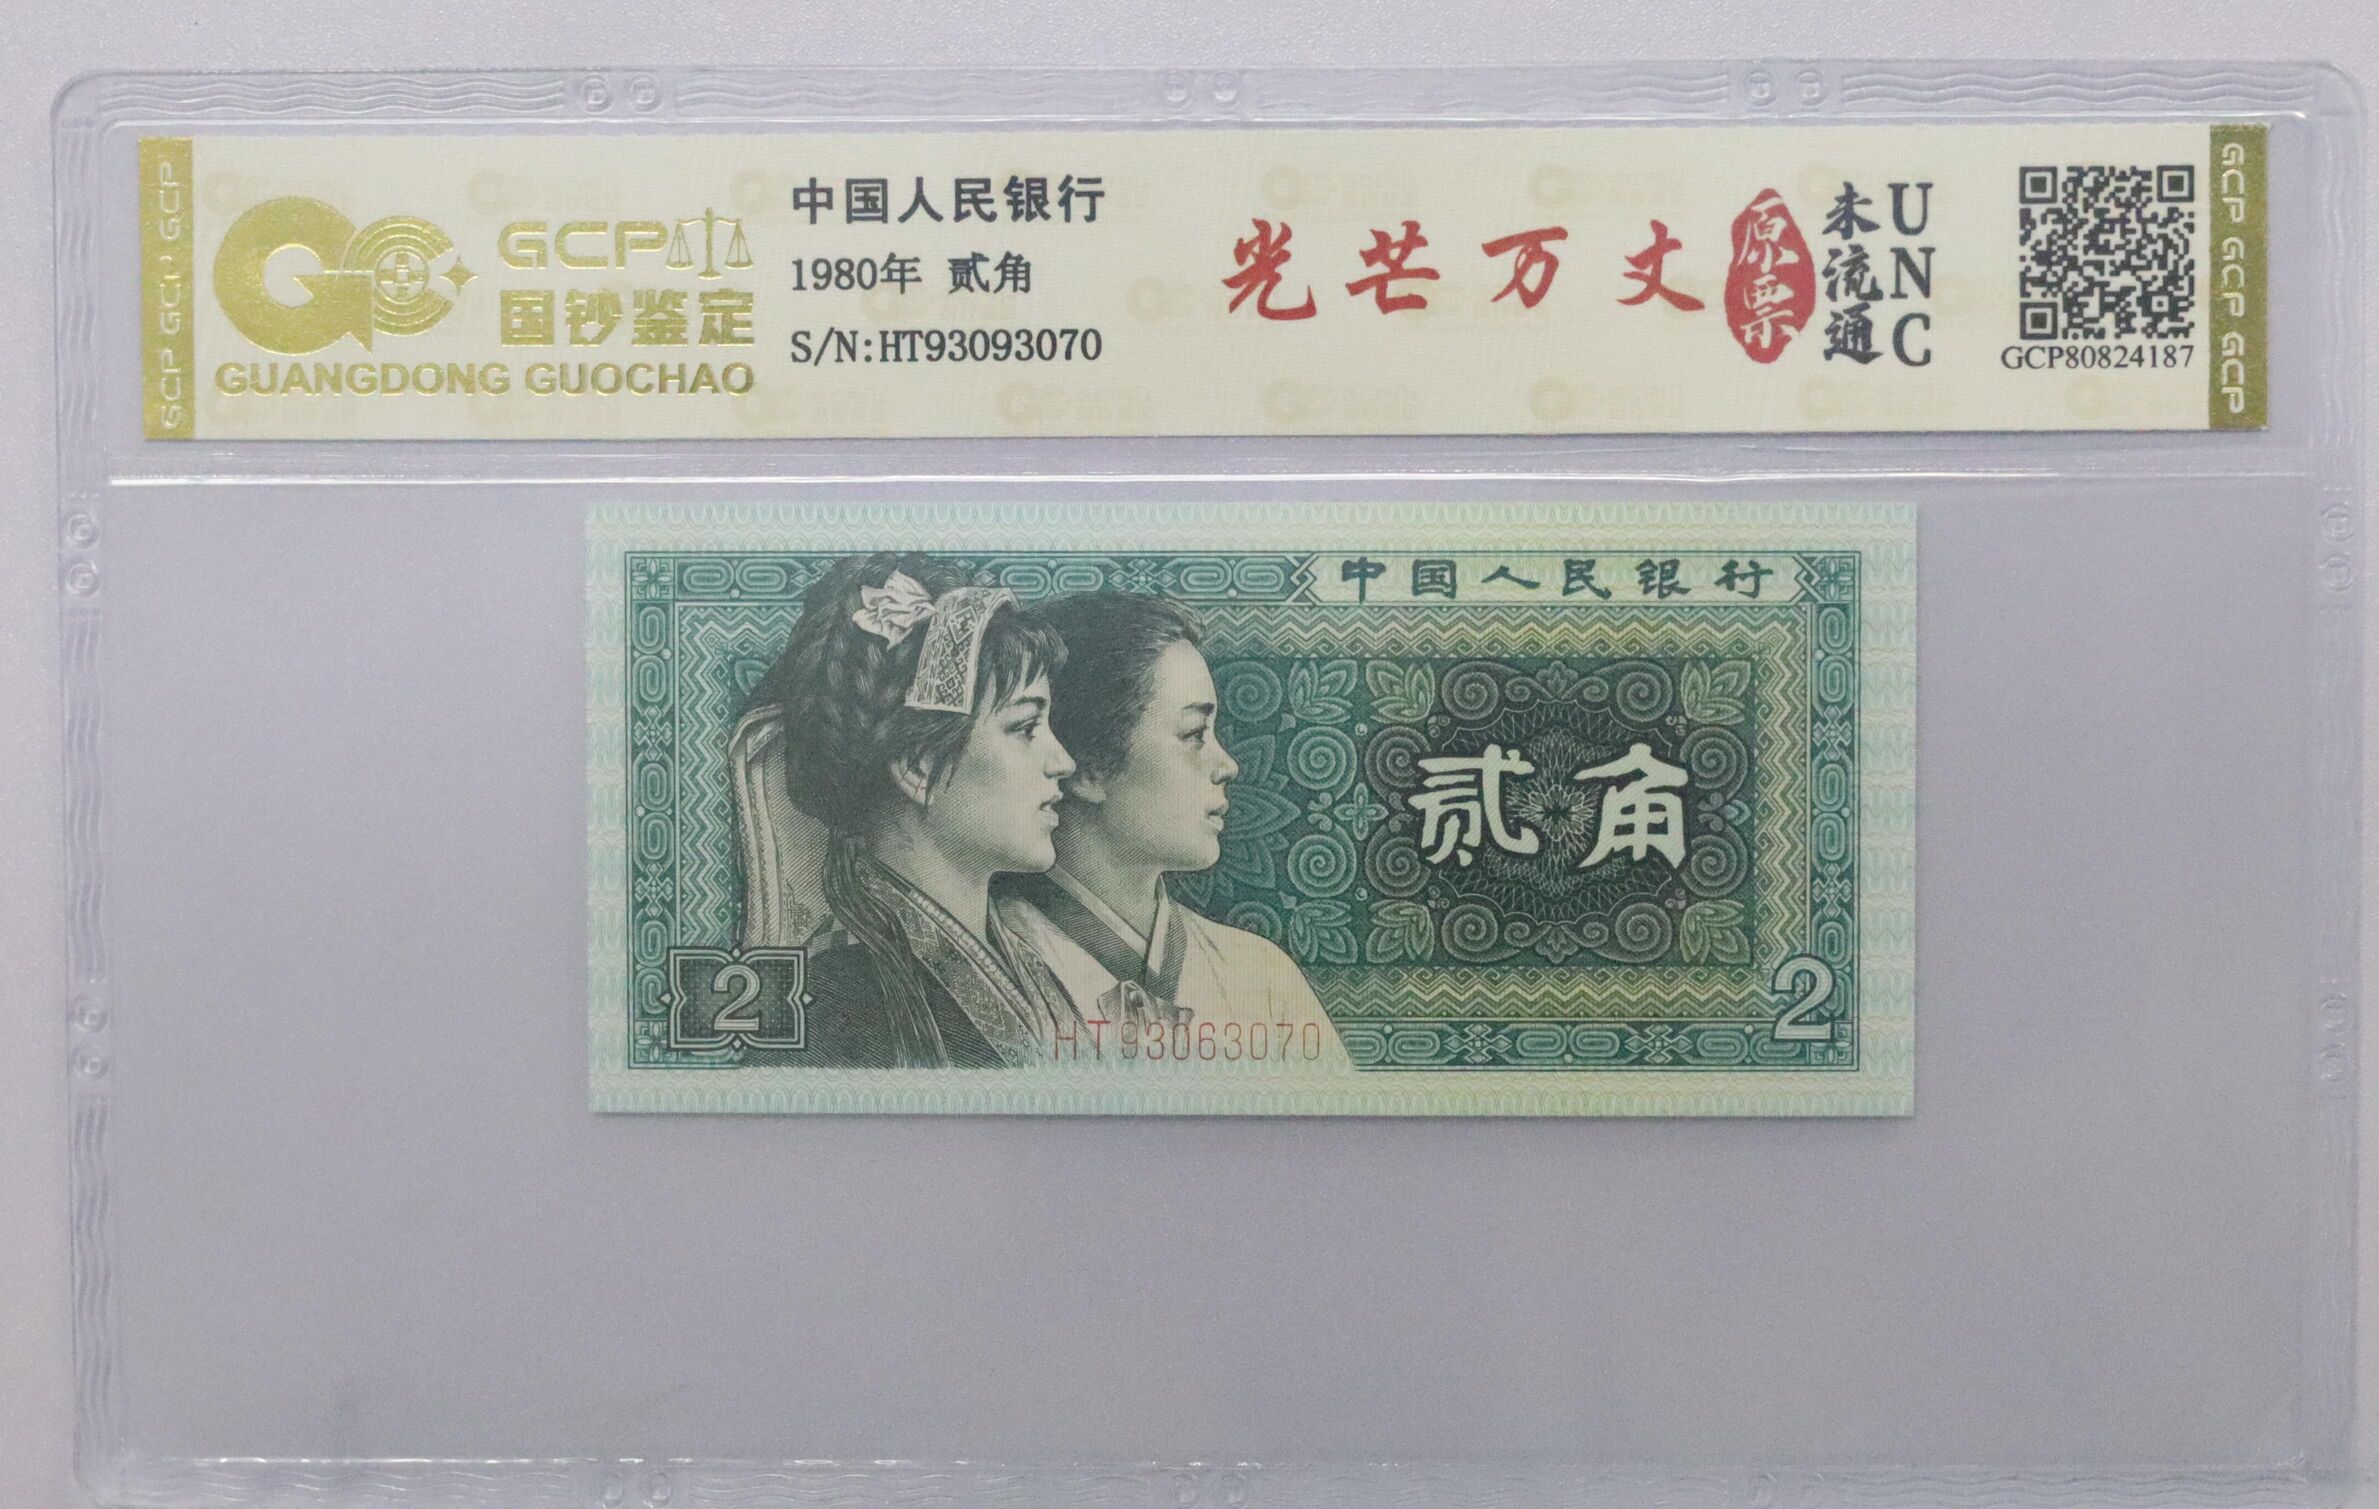 GCP GCP GCP
GCP
国钞鉴定
GUANGDONG GUOCHAO
中国人民银行
1980年 贰角
S/N:HT93093070
光芒万丈
原票
未流通
UNC
GCP80824187
GCP GCP GCP
中国人民银行
贰角
2
2
HT93063070